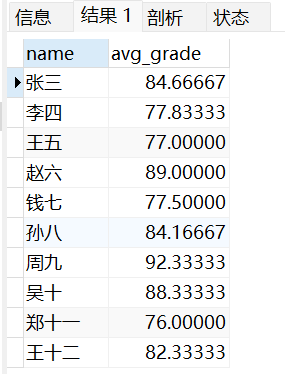 信息 结果 1 剖析 状态
name avg_grade
张三 84.66667
李四 77.83333
王五 77.00000
赵六 89.00000
钱七 77.50000
孙八 84.16667
周九 92.33333
吴十 88.33333
郑十一 76.00000
王十二 82.33333